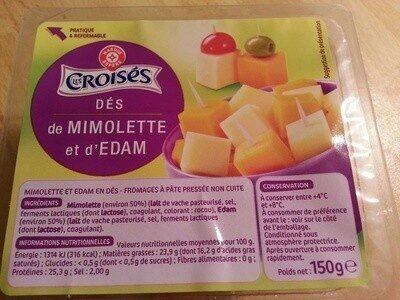 PRATIQUE
& REFERMABLE
MARQUE
REPÈRE
LES CROISÉS
DÉS
de MIMOLETTE
et d'EDAM
Suggestion de présentation
MIMOLETTE ET EDAM EN DÉS - FROMAGES À PÂTE PRESSÉE NON CUITE
INGRÉDIENTS Mimolette (environ 50%) (lait de vache pasteurisé, sel,
ferments lactiques (dont lactose), coagulant, colorant : rocou), Edam
(environ 50%) (lait de vache pasteurisé, sel, ferments lactiques
(dont lactose), coagulant).
INFORMATIONS NUTRITIONNELLES Valeurs nutritionnelles moyennes pour 100 g.
Énergie : 1314 kJ (316 kcal) ; Matières grasses : 23,9 g (dont 16,2 g d'acides gras
saturés) ; Glucides : < 0,5 g (dont < 0,5 g de sucres) ; Fibres alimentaires : 0 g ;
Protéines : 25,3 g ; Sel : 2,00 g
CONSERVATION
À conserver entre +4°C
et +8°C.
À consommer de préférence
avant le : voir sur le côté
de l'emballage.
Conditionné sous
atmosphère protectrice.
Après ouverture à consommer
rapidement.
Poids net : 150g e